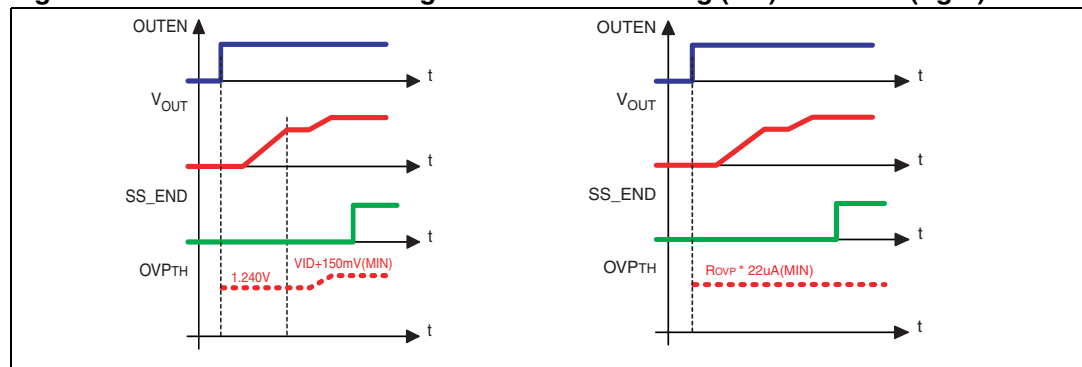 OUTEN
t
VOUT
t
SS_END
t
OVPTH
1.240V
VID+150mV(MIN)
t
OUTEN
t
VOUT
t
SS_END
t
OVPTH
ROVP * 22uA(MIN)
t